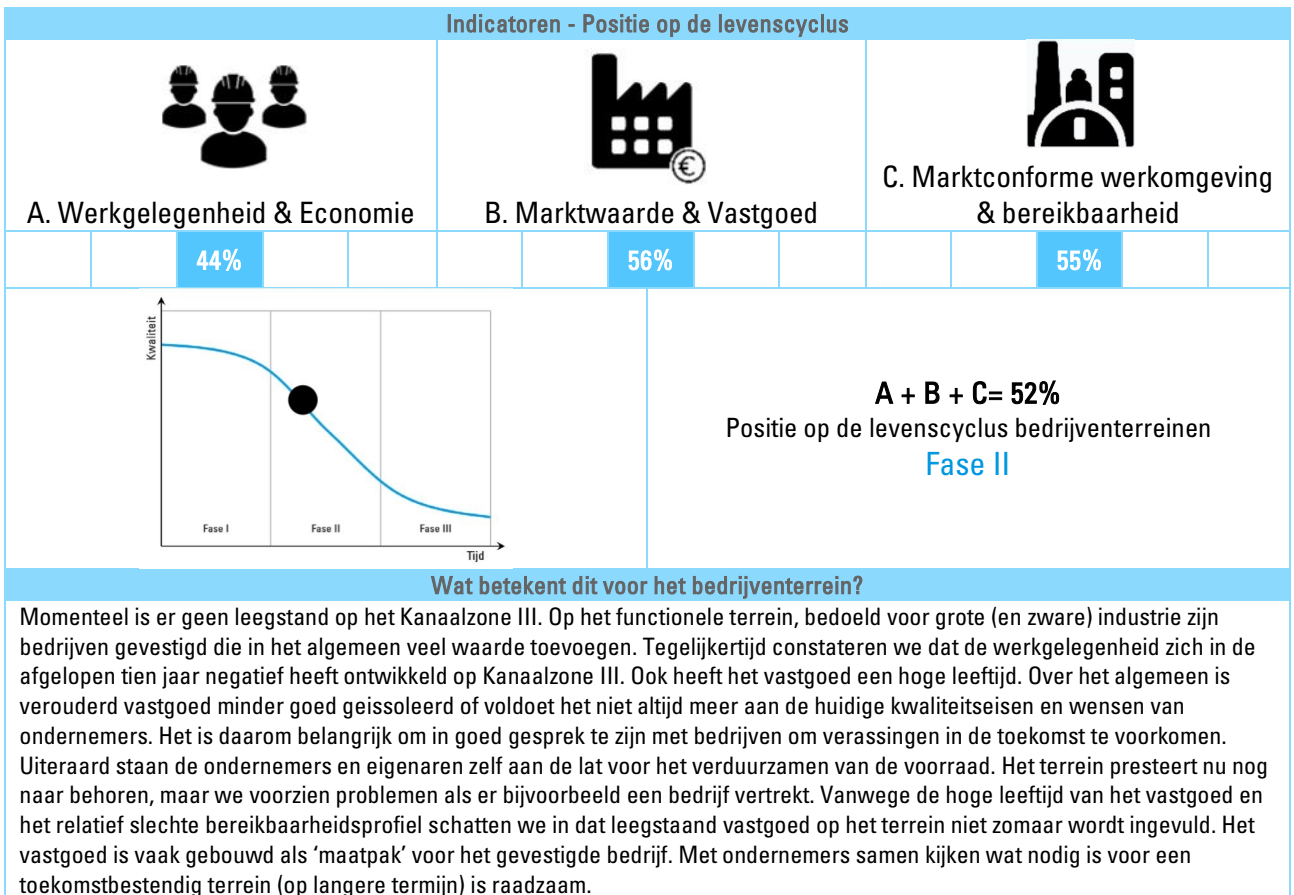 Indicatoren - Positie op de levenscyclus
A. Werkgelegenheid & Economie
B. Marktwaarde & Vastgoed
C. Marktconforme werkomgeving
& bereikbaarheid
44%
56%
55%
Kwaliteit
Fase I
Fase II
Fase III
Tijd
A + B + C= 52%
Positie op de levenscyclus bedrijventerreinen
Fase II
Wat betekent dit voor het bedrijventerrein?
Momenteel is er geen leegstand op het Kanaalzone III. Op het functionele terrein, bedoeld voor grote (en zware) industrie zijn
bedrijven gevestigd die in het algemeen veel waarde toevoegen. Tegelijkertijd constateren we dat de werkgelegenheid zich in de
afgelopen tien jaar negatief heeft ontwikkeld op Kanaalzone III. Ook heeft het vastgoed een hoge leeftijd. Over het algemeen is
verouderd vastgoed minder goed geissoleerd of voldoet het niet altijd meer aan de huidige kwaliteitseisen en wensen van
ondernemers. Het is daarom belangrijk om in goed gesprek te zijn met bedrijven om verassingen in de toekomst te voorkomen.
Uiteraard staan de ondernemers en eigenaren zelf aan de lat voor het verduurzamen van de voorraad. Het terrein presteert nu nog
naar behoren, maar we voorzien problemen als er bijvoorbeeld een bedrijf vertrekt. Vanwege de hoge leeftijd van het vastgoed en
het relatief slechte bereikbaarheidsprofiel schatten we in dat leegstaand vastgoed op het terrein niet zomaar wordt ingevuld. Het
vastgoed is vaak gebouwd als ‘maatpak’ voor het gevestigde bedrijf. Met ondernemers samen kijken wat nodig is voor een
toekomstbestendig terrein (op langere termijn) is raadzaam.